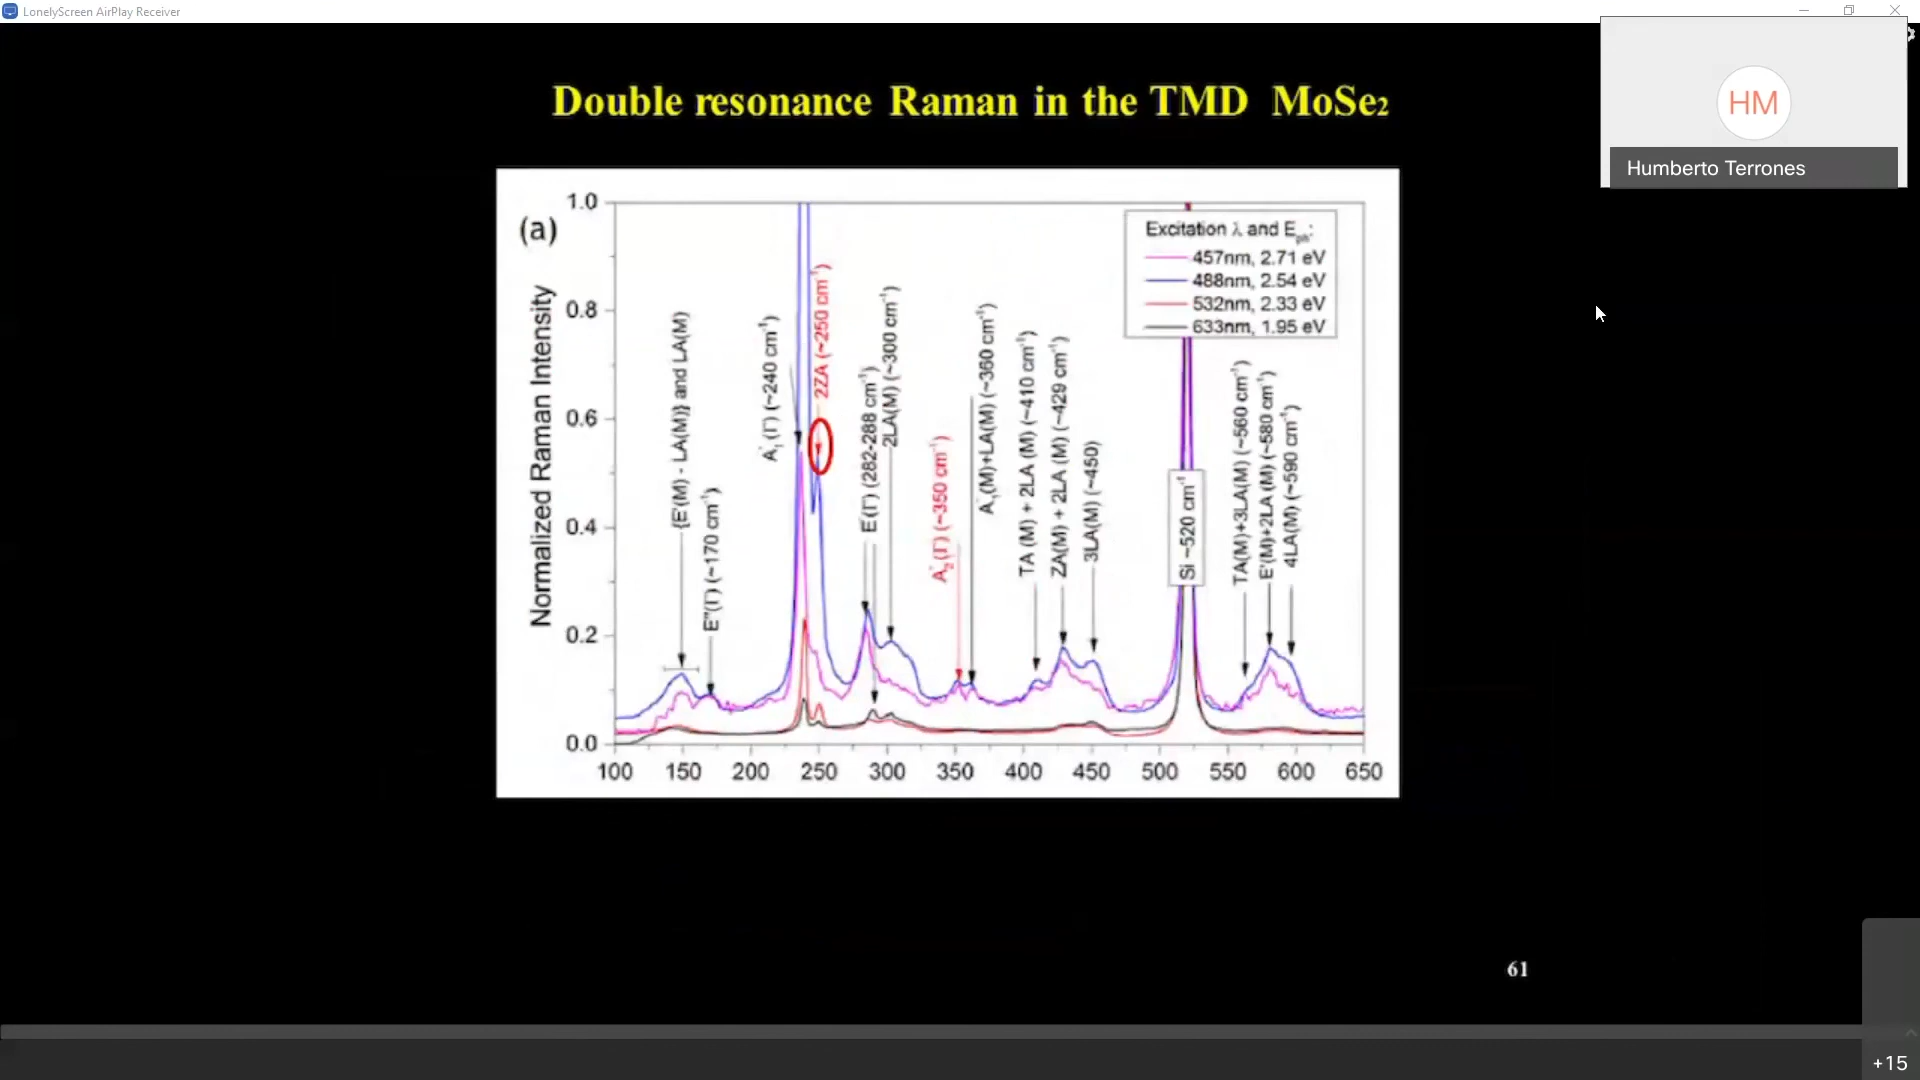 LonelyScreen AirPlay Receiver
Double resonance Raman in the TMD MoSe₂
HM
Humberto Terrones
(a)
Normalized Raman Intensity
1.0
0.8
0.6
0.4
0.2
0.0
100 150 200 250 300 350 400 450 500 550 600 650
Excitation λ and E_ph:
457nm, 2.71 eV
488nm, 2.54 eV
532nm, 2.33 eV
633nm, 1.95 eV
{E'(M) - LA(M)} and LA(M)
E''(Γ) (~170 cm⁻¹)
A'₁(Γ) (~240 cm⁻¹)
2ZA (~250 cm⁻¹)
E'(Γ) (282-288 cm⁻¹)
2LA(M) (~300 cm⁻¹)
A''₂(Γ) (~350 cm⁻¹)
A'₁(M)+LA(M) (~360 cm⁻¹)
TA (M) + 2LA (M) (~410 cm⁻¹)
ZA(M) + 2LA (M) (~429 cm⁻¹)
3LA(M) (~450)
Si ~520 cm⁻¹
TA(M)+3LA(M) (~560 cm⁻¹)
E'(M)+2LA (M) (~580 cm⁻¹)
4LA(M) (~590 cm⁻¹)
61
+15